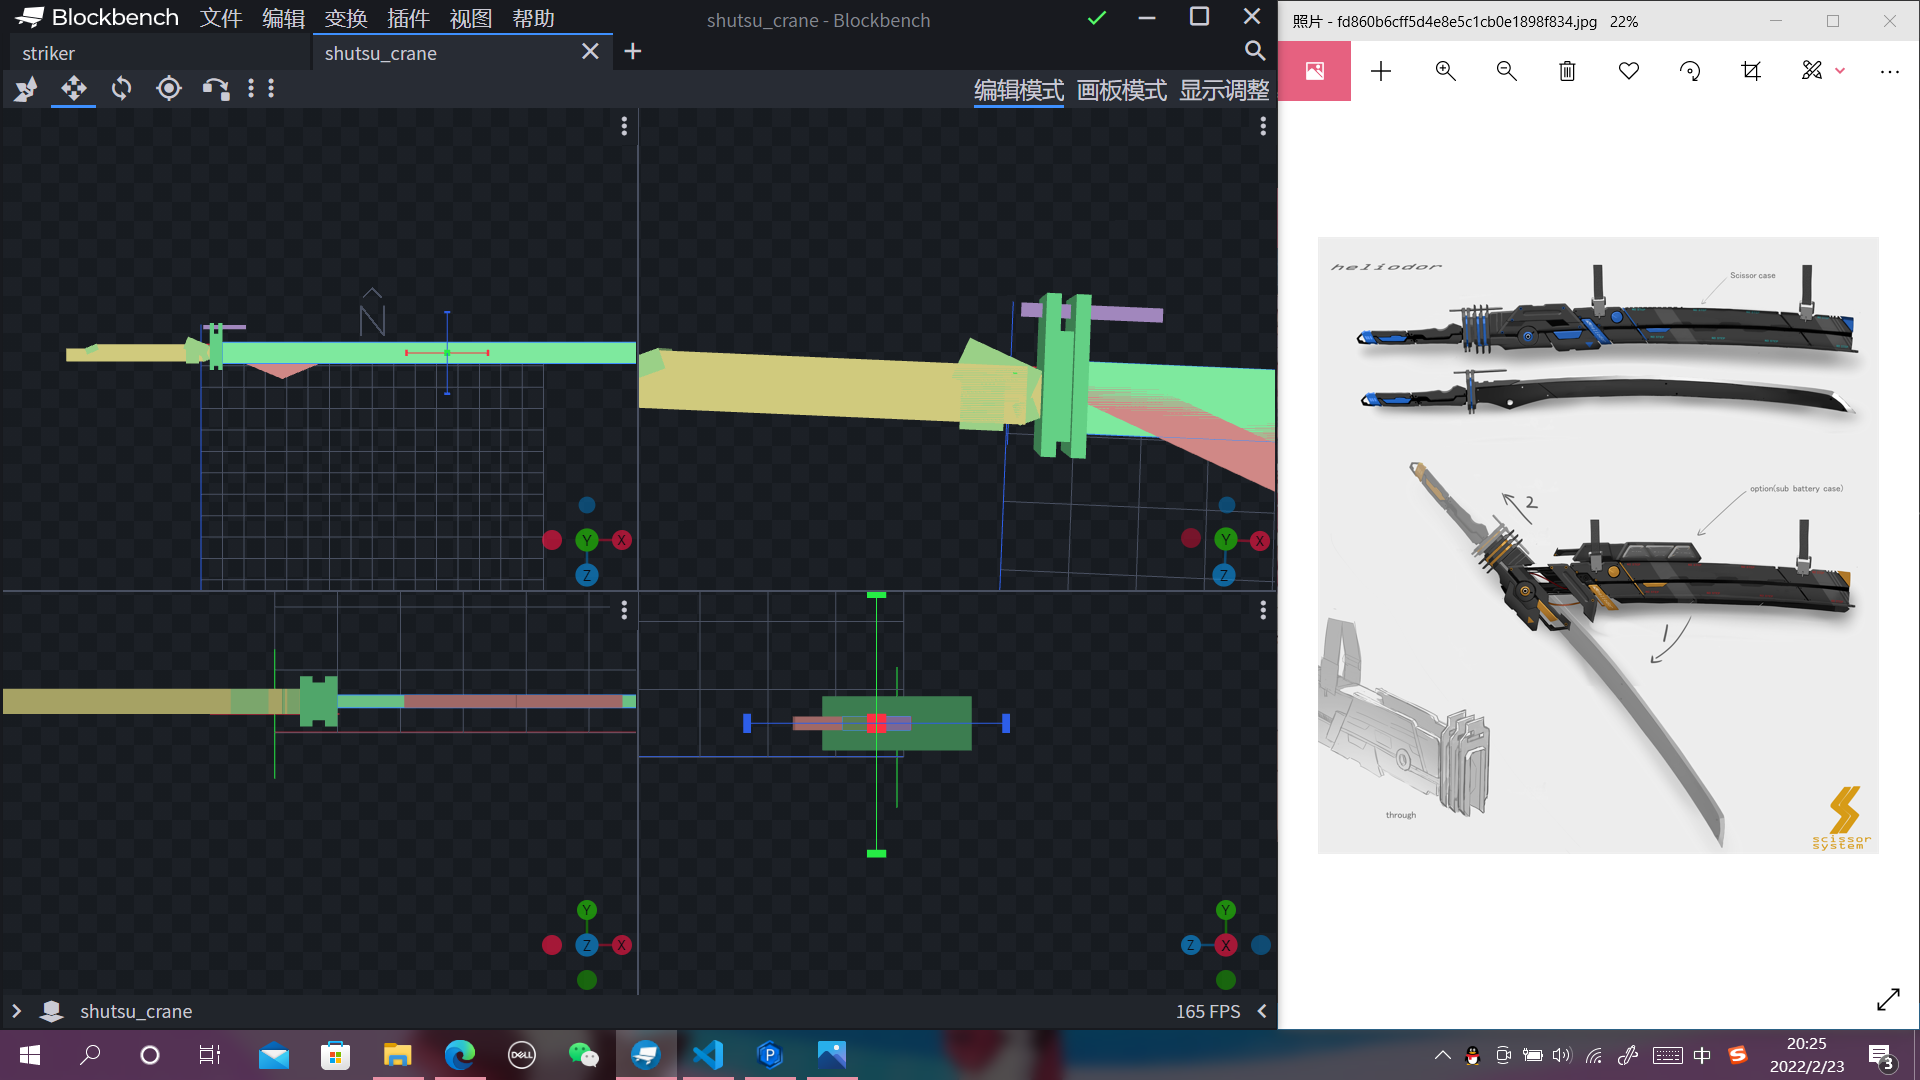 Blockbench 文件 编辑 变换 插件 视图 帮助 shutsu_crane - Blockbench
striker shutsu_crane
编辑模式 画板模式 显示调整
N
Y X
Z
Y X
Z
Y
Z X
Y
Z X
shutsu_crane 165 FPS
照片 - fd860b6cff5d4e8e5c1cb0e1898f834.jpg 22%
heliodor
Scissor case
2
option(sub battery case)
1
through
scissor
system
DELL
P
中
S
20:25
2022/2/23
3